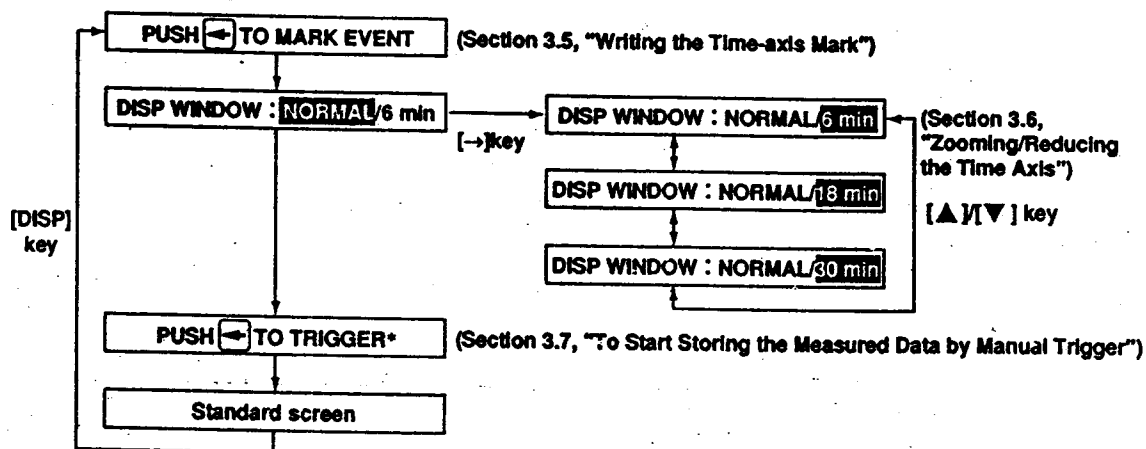 PUSH ← TO MARK EVENT
(Section 3.5, "Writing the Time-axis Mark")
DISP WINDOW : NORMAL/6 min
[→]key
DISP WINDOW : NORMAL/6 min
(Section 3.6,
"Zooming/Reducing
the Time Axis")
DISP WINDOW : NORMAL/18 min
[▲]/[▼] key
[DISP]
key
DISP WINDOW : NORMAL/30 min
PUSH ← TO TRIGGER*
(Section 3.7, "To Start Storing the Measured Data by Manual Trigger")
Standard screen